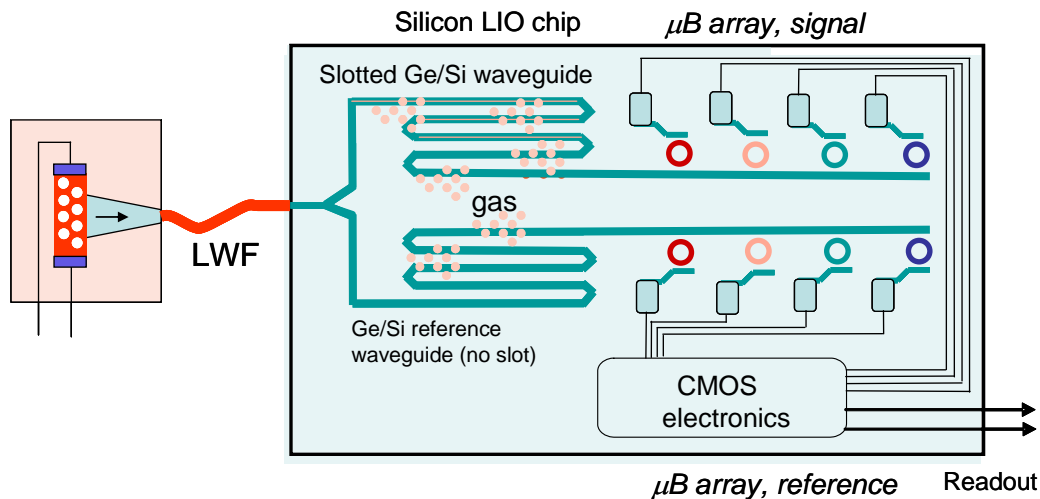 Silicon LIO chip
μB array, signal
Slotted Ge/Si waveguide
gas
LWF
Ge/Si reference
waveguide (no slot)
CMOS
electronics
μB array, reference
Readout